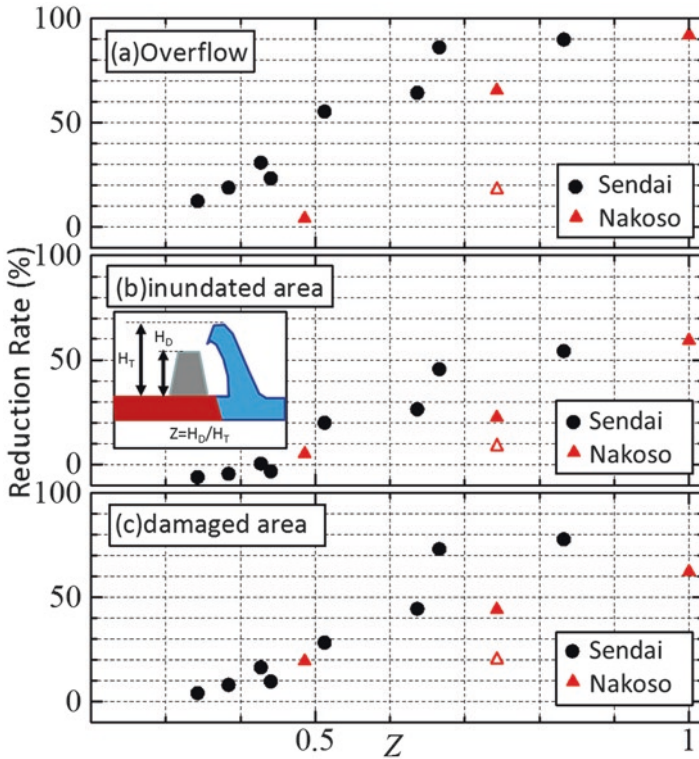 Reduction Rate (%)
100
(a)Overflow
50
0
Sendai
Nakoso
100
(b)inundated area
H_D
H_T
Z=H_D/H_T
50
0
Sendai
Nakoso
100
(c)damaged area
50
0
Sendai
Nakoso
0.5
Z
1